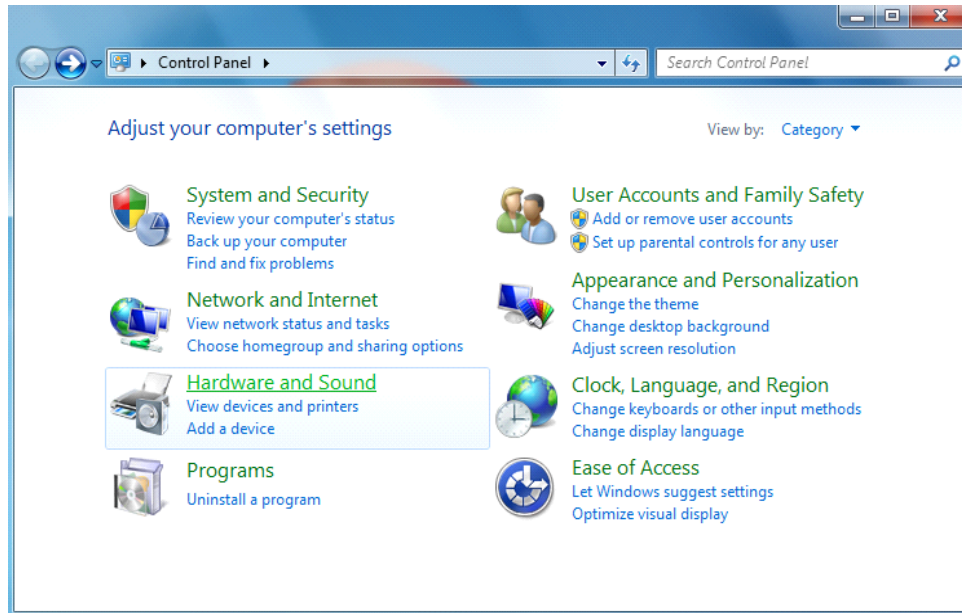 Control Panel
Search Control Panel
Adjust your computer's settings
View by: Category
System and Security
Review your computer's status
Back up your computer
Find and fix problems
Network and Internet
View network status and tasks
Choose homegroup and sharing options
Hardware and Sound
View devices and printers
Add a device
Programs
Uninstall a program
User Accounts and Family Safety
Add or remove user accounts
Set up parental controls for any user
Appearance and Personalization
Change the theme
Change desktop background
Adjust screen resolution
Clock, Language, and Region
Change keyboards or other input methods
Change display language
Ease of Access
Let Windows suggest settings
Optimize visual display